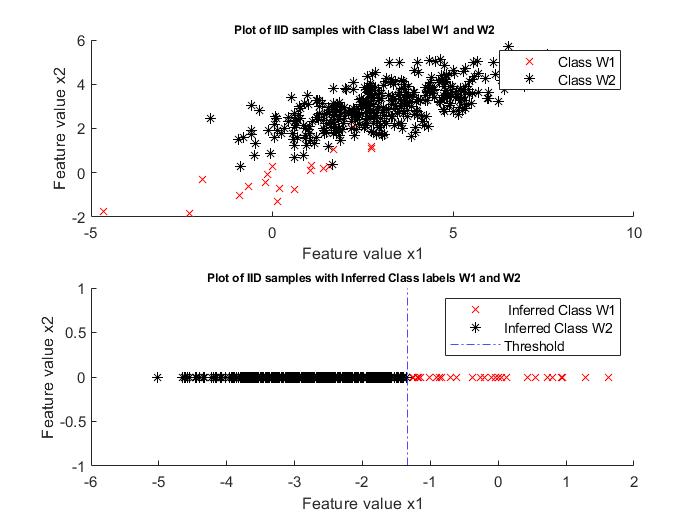 Plot of IID samples with Class label W1 and W2
6
4
2
0
-2
Feature value x2
Class W1
Class W2
-5
0
5
10
Feature value x1
Plot of IID samples with Inferred Class labels W1 and W2
1
0.5
0
-0.5
-1
Feature value x2
Inferred Class W1
Inferred Class W2
Threshold
-6
-5
-4
-3
-2
-1
0
1
2
Feature value x1